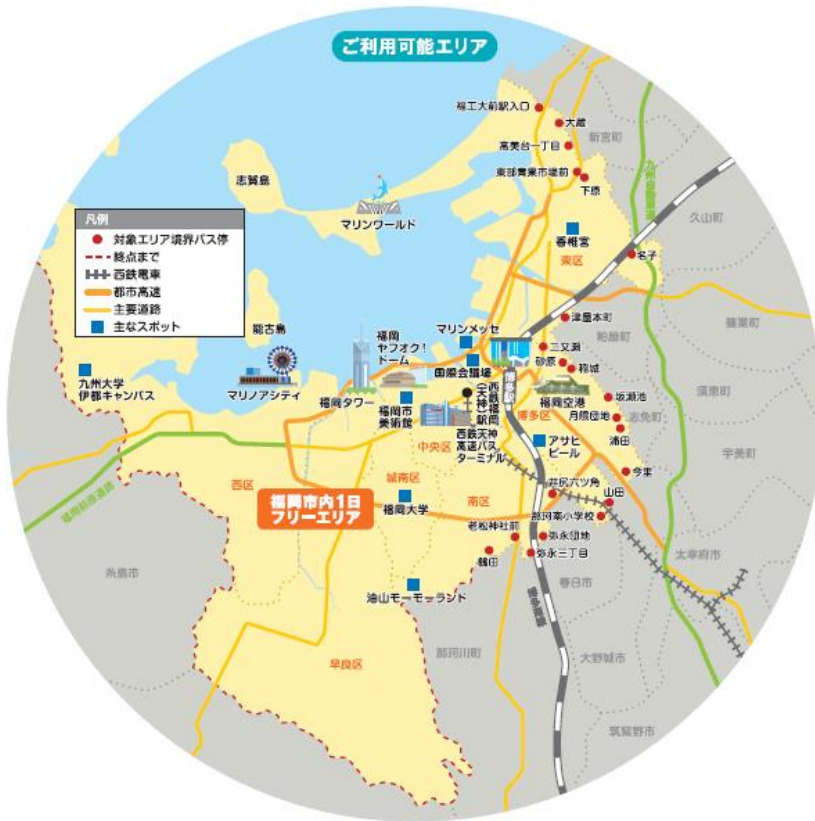 ご利用可能エリア
福工大前駅入口
大蔵
高美台一丁目
新宮町
東部青果市場前
下原
志賀島
マリンワールド
九州自動車道
久山町
凡例
対象エリア境界バス停
終点まで
西鉄電車
都市高速
主要道路
主なスポット
香椎宮
東区
名子
津屋本町
粕屋町
篠栗町
能古島
福岡
ヤフオク!
ドーム
マリンメッセ
二又瀬
国際会議場
砂原
稲城
九州大学
伊都キャンパス
マリノアシティ
福岡タワー
福岡市
美術館
西鉄福岡
(天神)駅
博多駅
福岡空港
坂瀬池
須恵町
博多区
月隈団地
志免町
浦田
中央区
西鉄天神
高速バス
ターミナル
アサヒ
ビール
宇美町
今里
西区
城南区
南区
井尻六ツ角
山田
福岡前原道路
福岡市内1日
フリーエリア
福岡大学
那珂南小学校
老松神社前
弥永団地
鶴田
弥永三丁目
太宰府市
糸島市
油山モーモーランド
春日市
早良区
那珂川町
博多南線
大野城市
筑紫野市